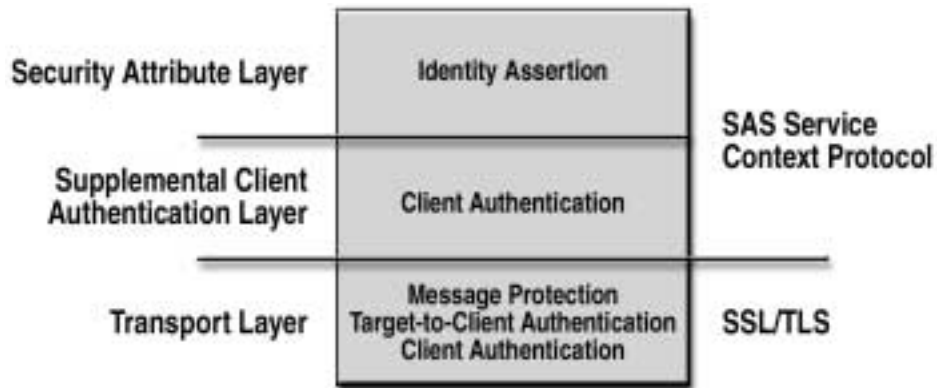 Security Attribute Layer
Identity Assertion
SAS Service
Context Protocol
Supplemental Client
Authentication Layer
Client Authentication
Transport Layer
Message Protection
Target-to-Client Authentication
Client Authentication
SSL/TLS